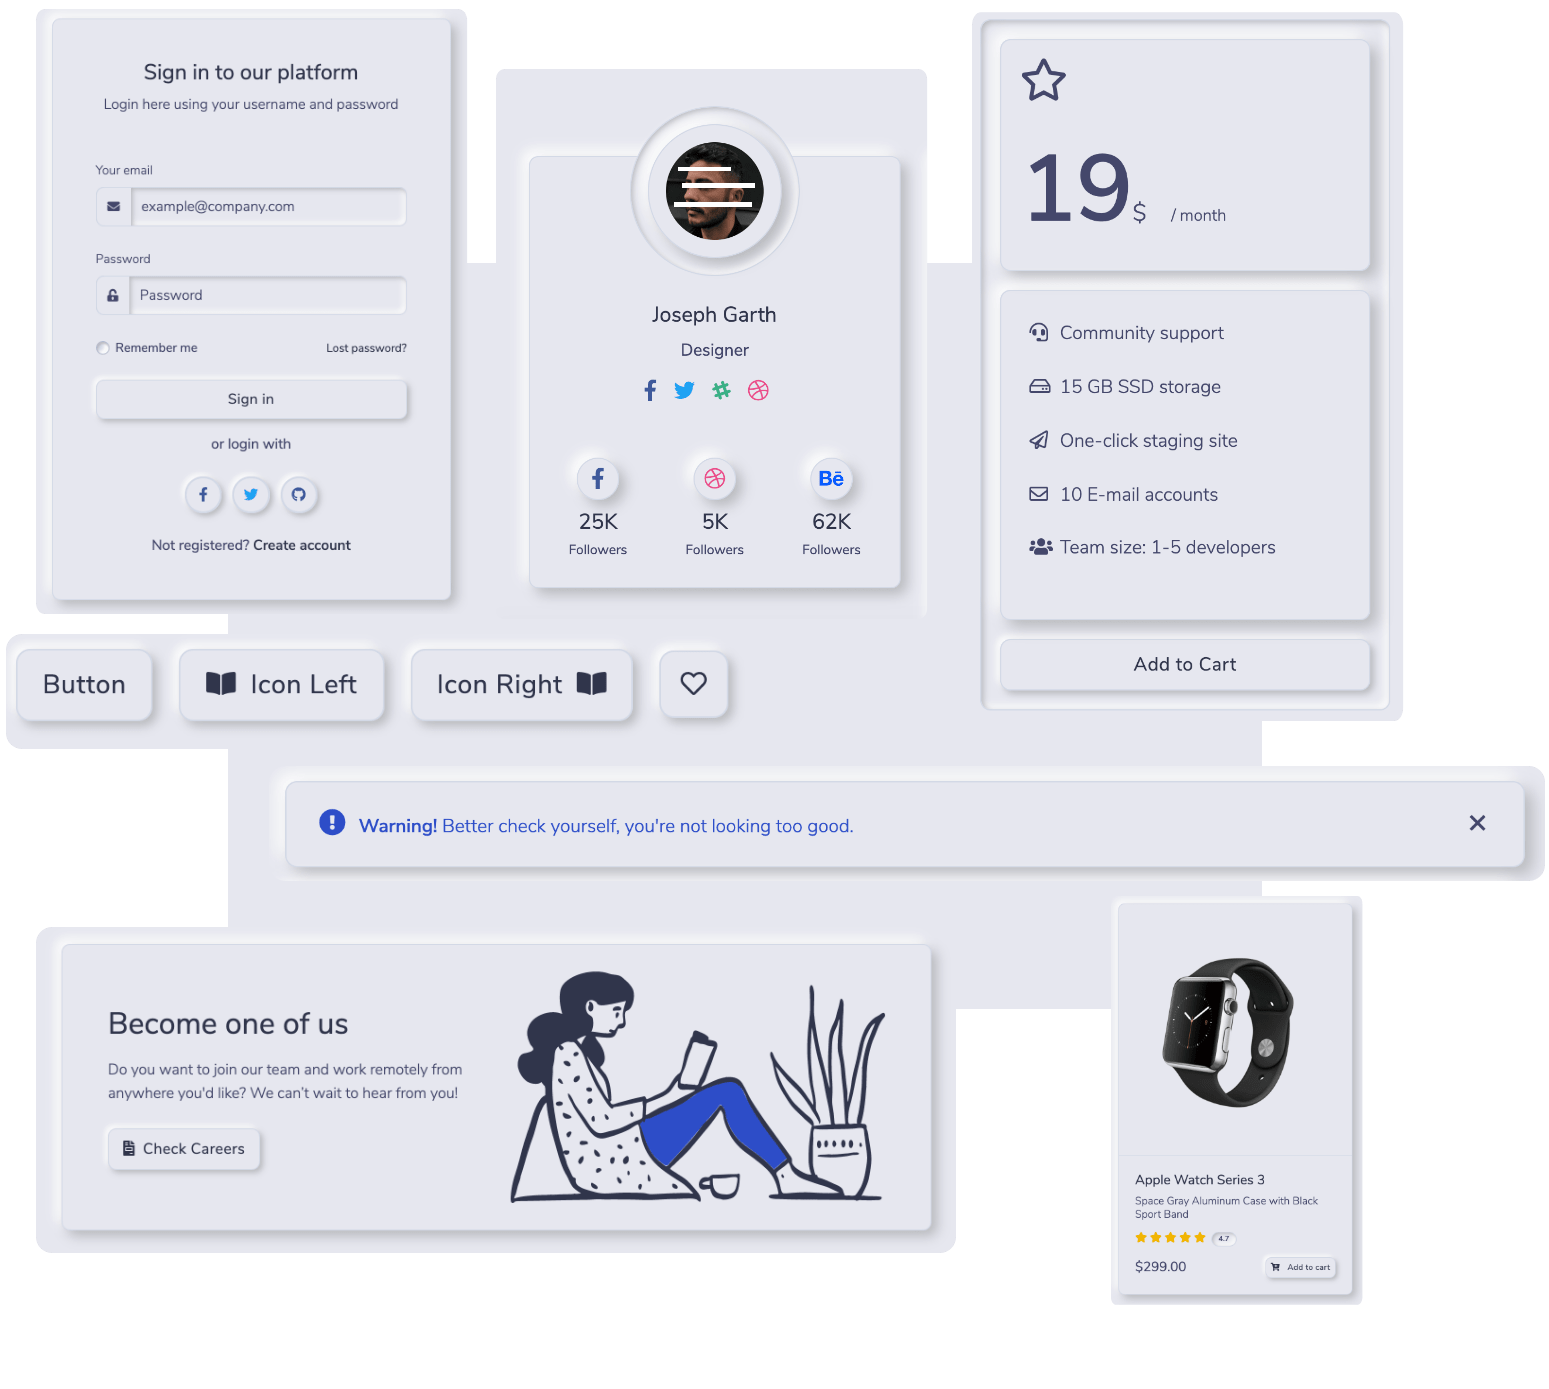 Sign in to our platform
Login here using your username and password
Your email
example@company.com
Password
Password
Remember me
Lost password?
Sign in
or login with
Not registered? Create account
Joseph Garth
Designer
Bē
25K
5K
62K
Followers
Followers
Followers
19$ / month
Community support
15 GB SSD storage
One-click staging site
10 E-mail accounts
Team size: 1-5 developers
Add to Cart
Button
Icon Left
Icon Right
Warning! Better check yourself, you're not looking too good.
Become one of us
Do you want to join our team and work remotely from
anywhere you'd like? We can't wait to hear from you!
Check Careers
Apple Watch Series 3
Space Gray Aluminum Case with Black
Sport Band
4.7
$299.00
Add to cart